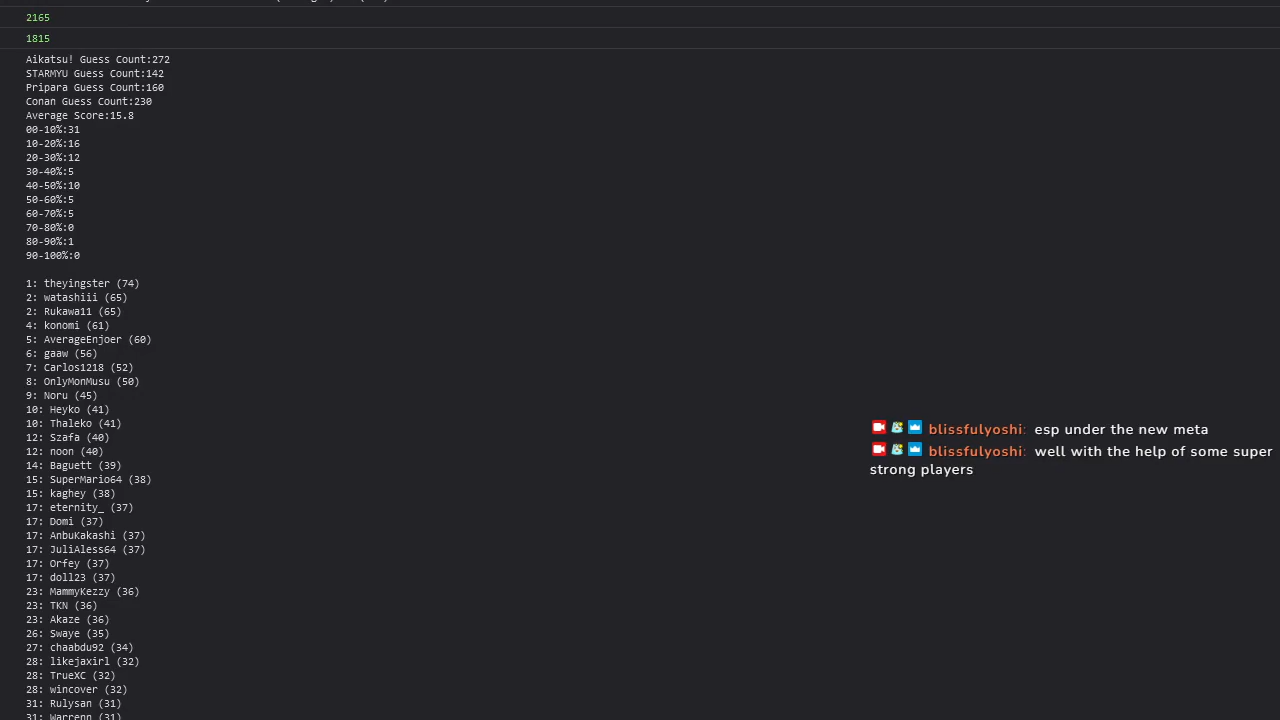 2165
1815
Aikatsu! Guess Count:272
STARMYU Guess Count:142
Pripara Guess Count:160
Conan Guess Count:230
Average Score:15.8
00-10%:31
10-20%:16
20-30%:12
30-40%:5
40-50%:10
50-60%:5
60-70%:5
70-80%:0
80-90%:1
90-100%:0
1: theyingster (74)
2: watashiii (65)
2: Rukawa11 (65)
4: konomi (61)
5: AverageEnjoer (60)
6: gaaw (56)
7: Carlos1218 (52)
8: OnlyMonMusu (50)
9: Noru (45)
10: Heyko (41)
10: Thaleko (41)
12: Szafa (40)
12: noon (40)
14: Baguett (39)
15: SuperMario64 (38)
15: kaghey (38)
17: eternity_ (37)
17: Domi (37)
17: AnbuKakashi (37)
17: JuliAless64 (37)
17: Orfey (37)
17: doll23 (37)
23: MammyKezzy (36)
23: TKN (36)
23: Akaze (36)
26: Swaye (35)
27: chaabdu92 (34)
28: likejaxirl (32)
28: TrueXC (32)
28: wincover (32)
31: Rulysan (31)
31: Warrenn (31)
blissfulyoshi: esp under the new meta
blissfulyoshi: well with the help of some super
strong players